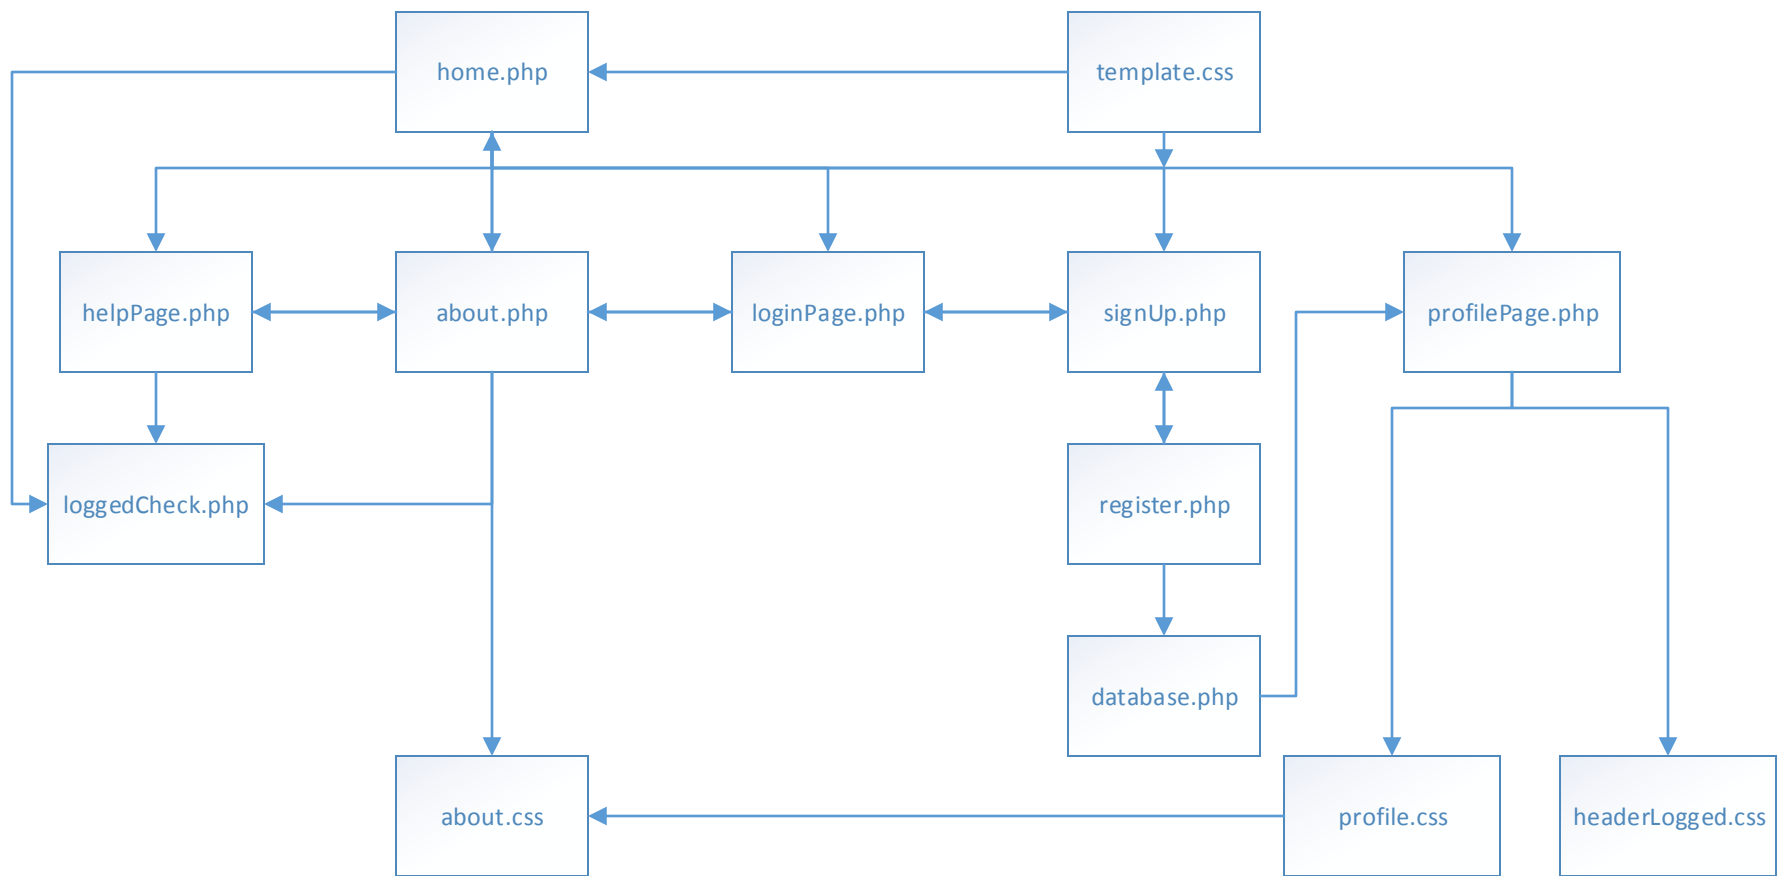 home.php
template.css
helpPage.php
about.php
loginPage.php
signUp.php
profilePage.php
loggedCheck.php
register.php
database.php
about.css
profile.css
headerLogged.css